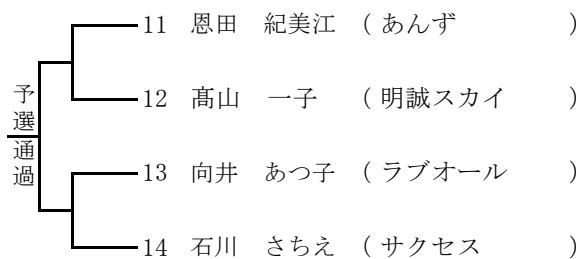 11 恩田 紀美江 (あんず)
12 髙山 一子 (明誠スカイ)
予選通過
13 向井 あつ子 (ラブオール)
14 石川 さちえ (サクセス)